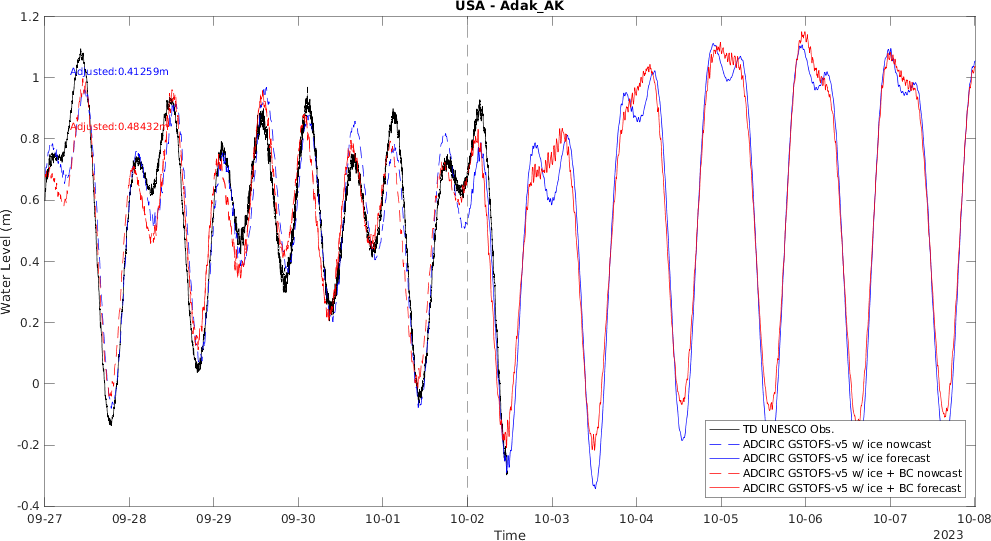 USA - Adak_AK
1.2
1
0.8
0.6
0.4
0.2
0
-0.2
-0.4
Water Level (m)
Adjusted:0.41259m
Adjusted:0.48432m
TD UNESCO Obs.
ADCIRC GSTOFS-v5 w/ ice nowcast
ADCIRC GSTOFS-v5 w/ ice forecast
ADCIRC GSTOFS-v5 w/ ice + BC nowcast
ADCIRC GSTOFS-v5 w/ ice + BC forecast
09-27 09-28 09-29 09-30 10-01 10-02 10-03 10-04 10-05 10-06 10-07 10-08
Time
2023